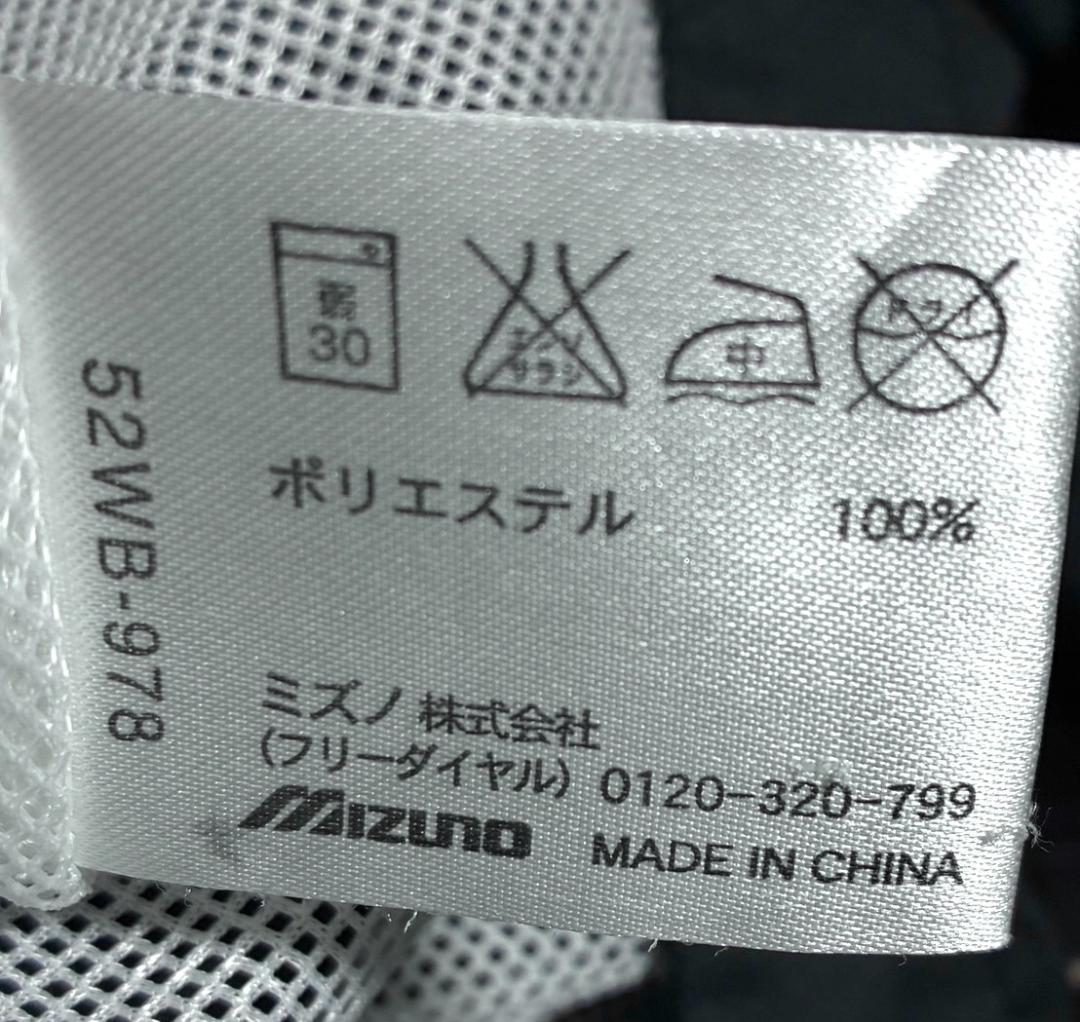 弱
30
エンソ
サラシ
中
ドライ
ポリエステル 100%
ミズノ 株式会社
(フリーダイヤル) 0120-320-799
MIZUNO MADE IN CHINA
52WB-978